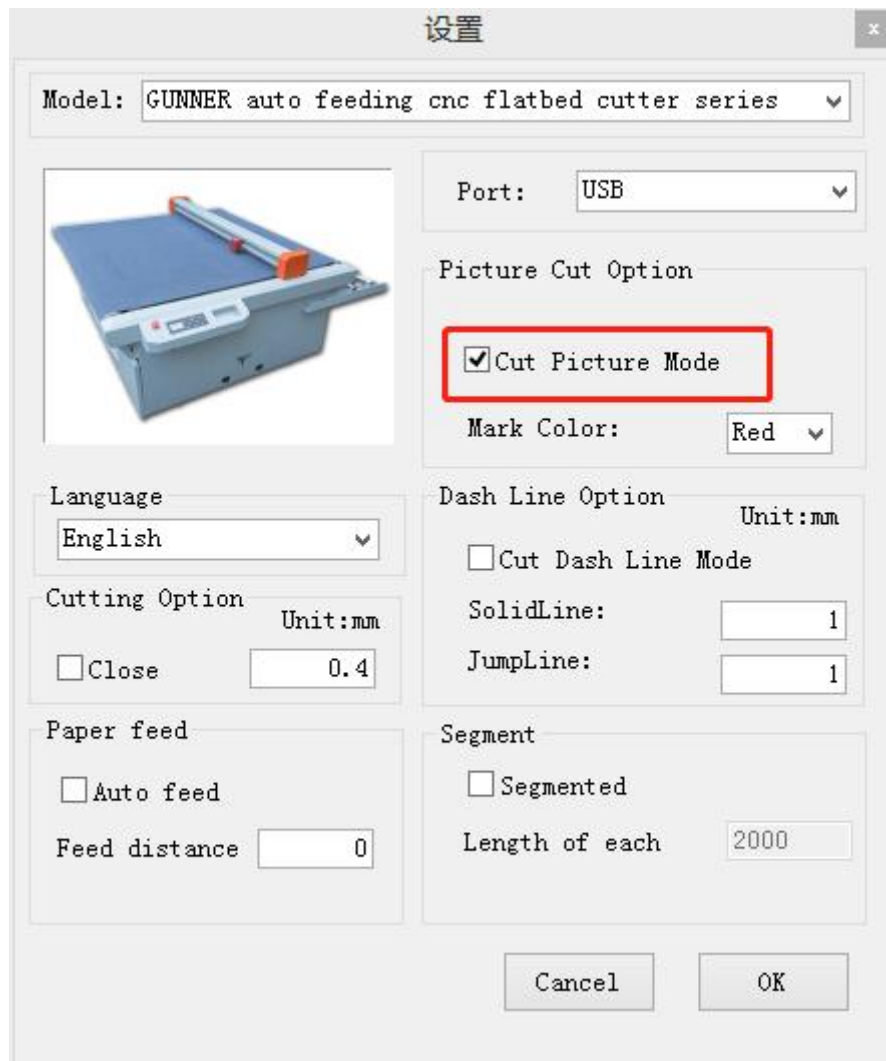 设置
x
Model: GUNNER auto feeding cnc flatbed cutter series
Port: USB
Picture Cut Option
Cut Picture Mode
Mark Color: Red
Language
English
Dash Line Option
Unit:mm
Cut Dash Line Mode
SolidLine: 1
JumpLine: 1
Cutting Option
Unit:mm
Close 0.4
Paper feed
Auto feed
Feed distance 0
Segment
Segmented
Length of each 2000
Cancel OK